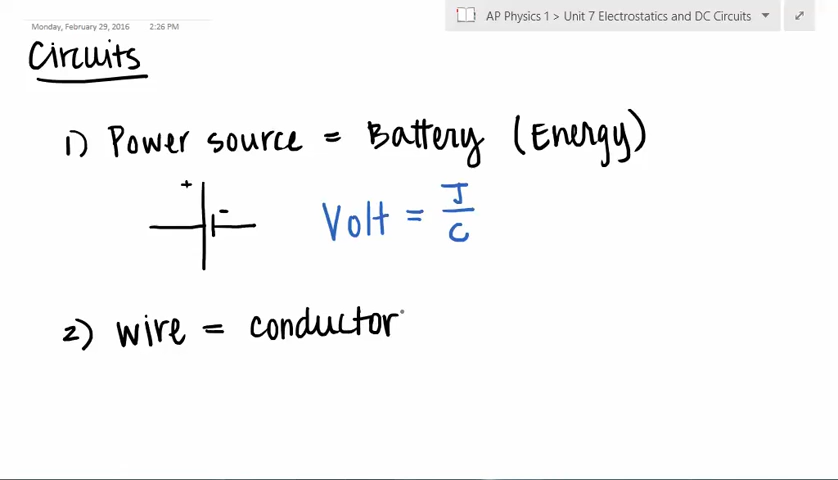 Monday, February 29, 2016 2:26 PM
AP Physics 1 > Unit 7 Electrostatics and DC Circuits
Circuits
1) Power source = Battery (Energy)
+ -
Volt = J/C
2) wire = conductor